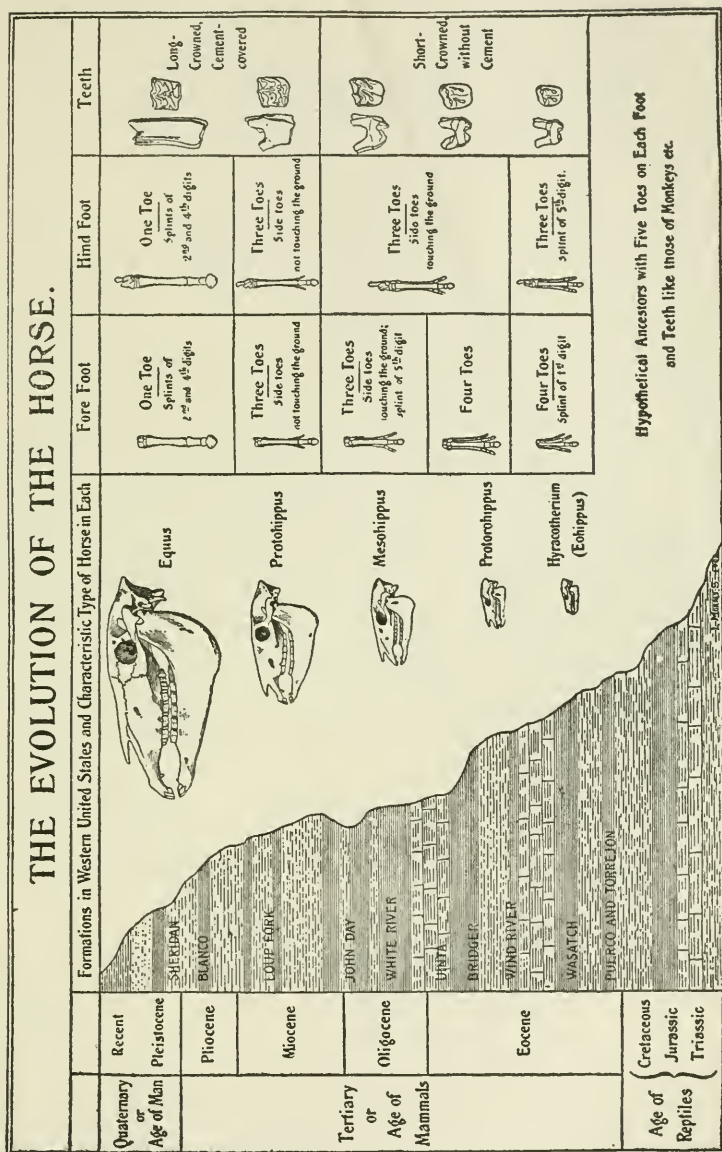 THE EVOLUTION OF THE HORSE.
Formations in Western United States and Characteristic Type of Horse in Each
Fore Foot
Hind Foot
Teeth
Quaternary
or
Age of Man
Recent
Pleistocene
SHERIDAN
Equus
One Toe
Splints of
2nd and 4th digits
One Toe
Splints of
2nd and 4th digits
Long-
Crowned,
Cement-
covered
Tertiary
or
Age of
Mammals
Pliocene
BLANCO
Miocene
LOUP FORK
Protohippus
Three Toes
Side toes
not touching the ground
Three Toes
Side toes
not touching the ground
Oligocene
JOHN DAY
WHITE RIVER
Mesohippus
Three Toes
Side toes
touching the ground;
splint of 5th digit
Three Toes
Side toes
touching the ground
Short-
Crowned,
without
Cement
Eocene
UINTA
BRIDGER
WIND RIVER
WASATCH
PUERCO AND TORREJON
Protorohippus
Four Toes
Hyracotherium
(Eohippus)
Four Toes
Splint of 1st digit
Three Toes
splint of 5th digit.
Age of
Reptiles
Cretaceous
Jurassic
Triassic
Hypothetical Ancestors with Five Toes on Each Foot
and Teeth like those of Monkeys etc.